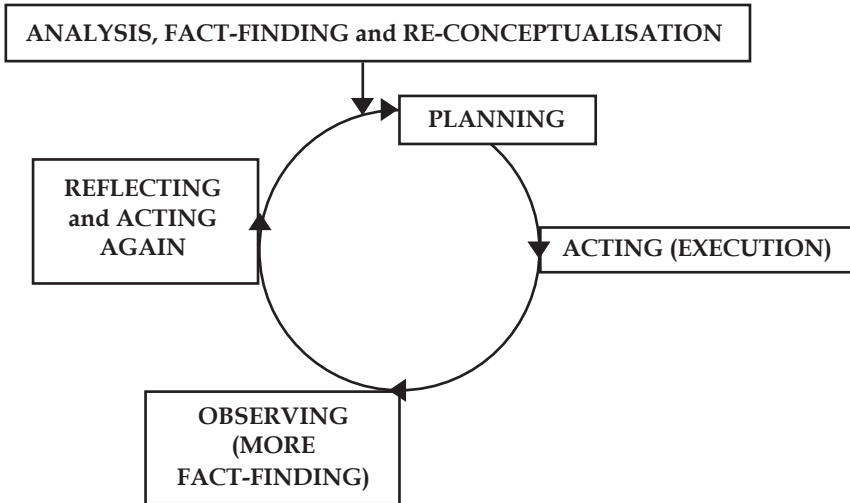 ANALYSIS, FACT-FINDING and RE-CONCEPTUALISATION
PLANNING
REFLECTING
and ACTING
AGAIN
ACTING (EXECUTION)
OBSERVING
(MORE
FACT-FINDING)